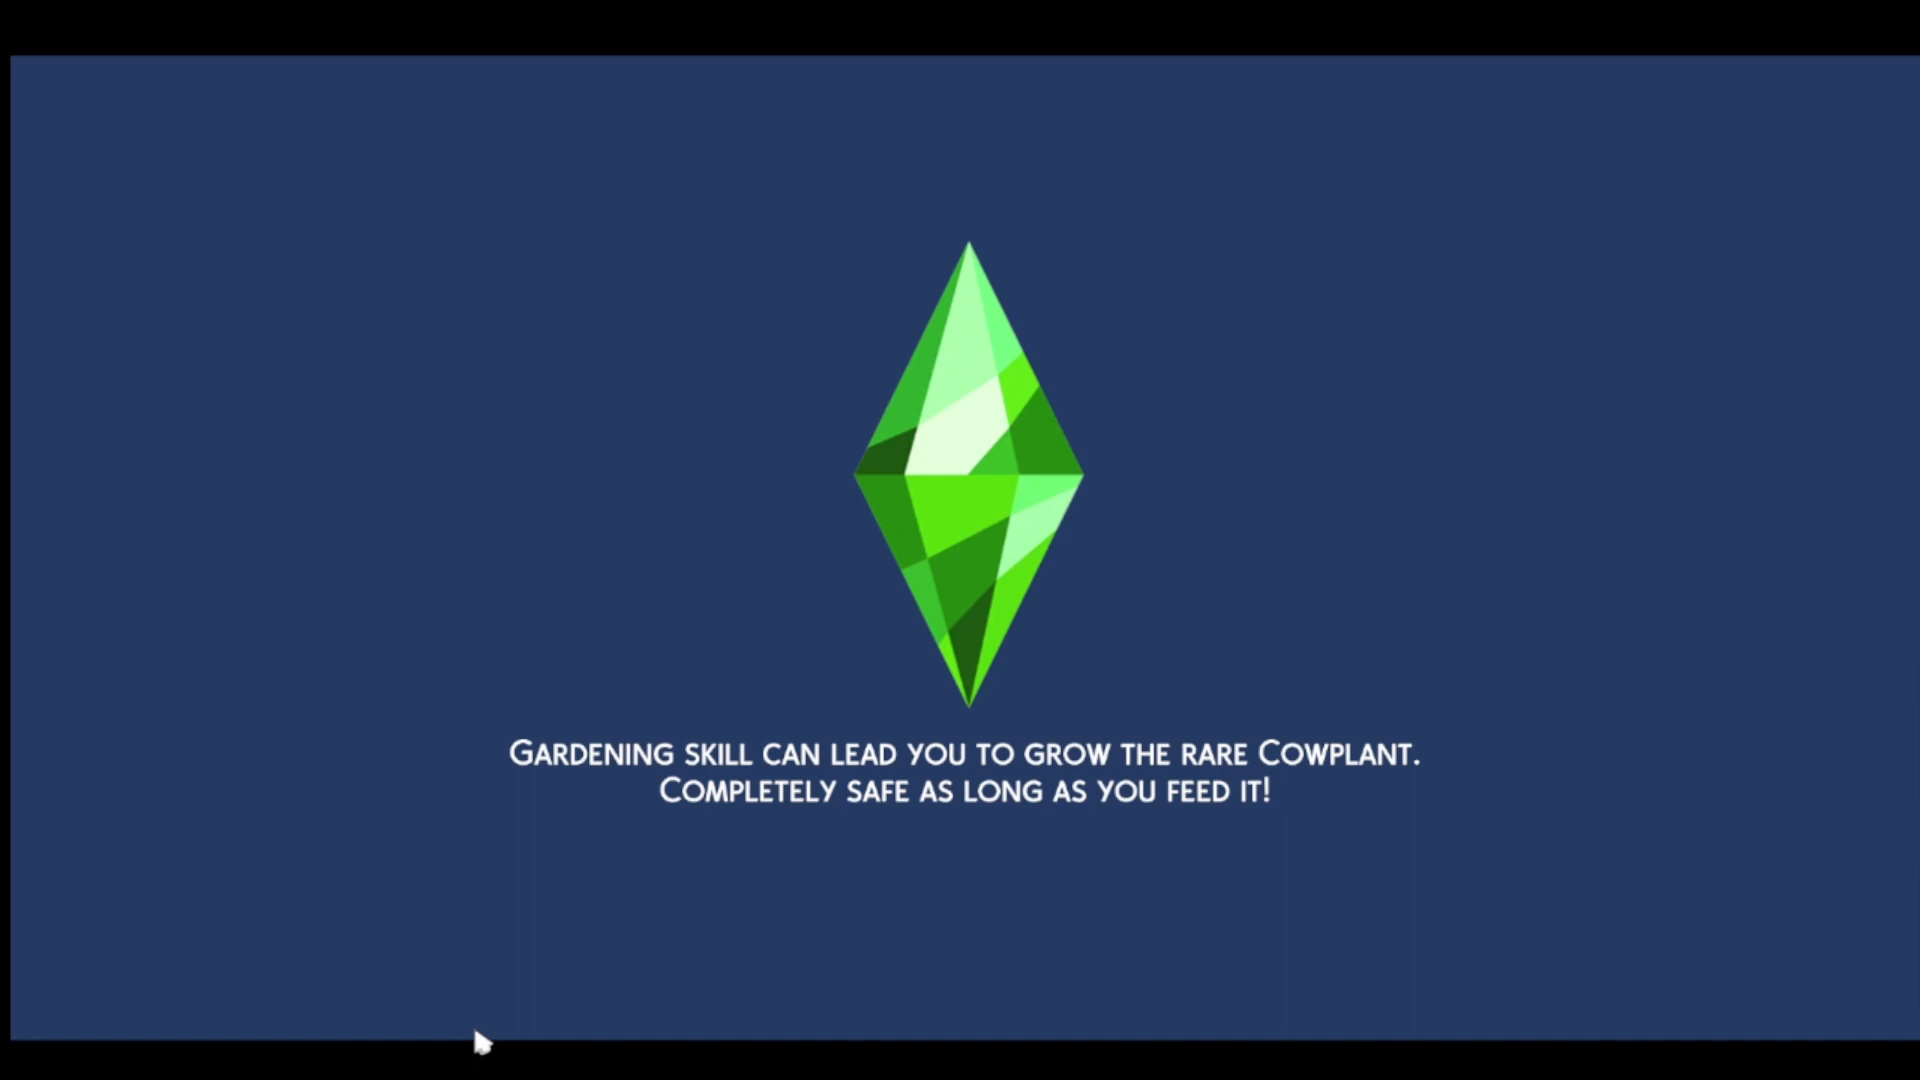 Gardening skill can lead you to grow the rare Cowplant.
Completely safe as long as you feed it!